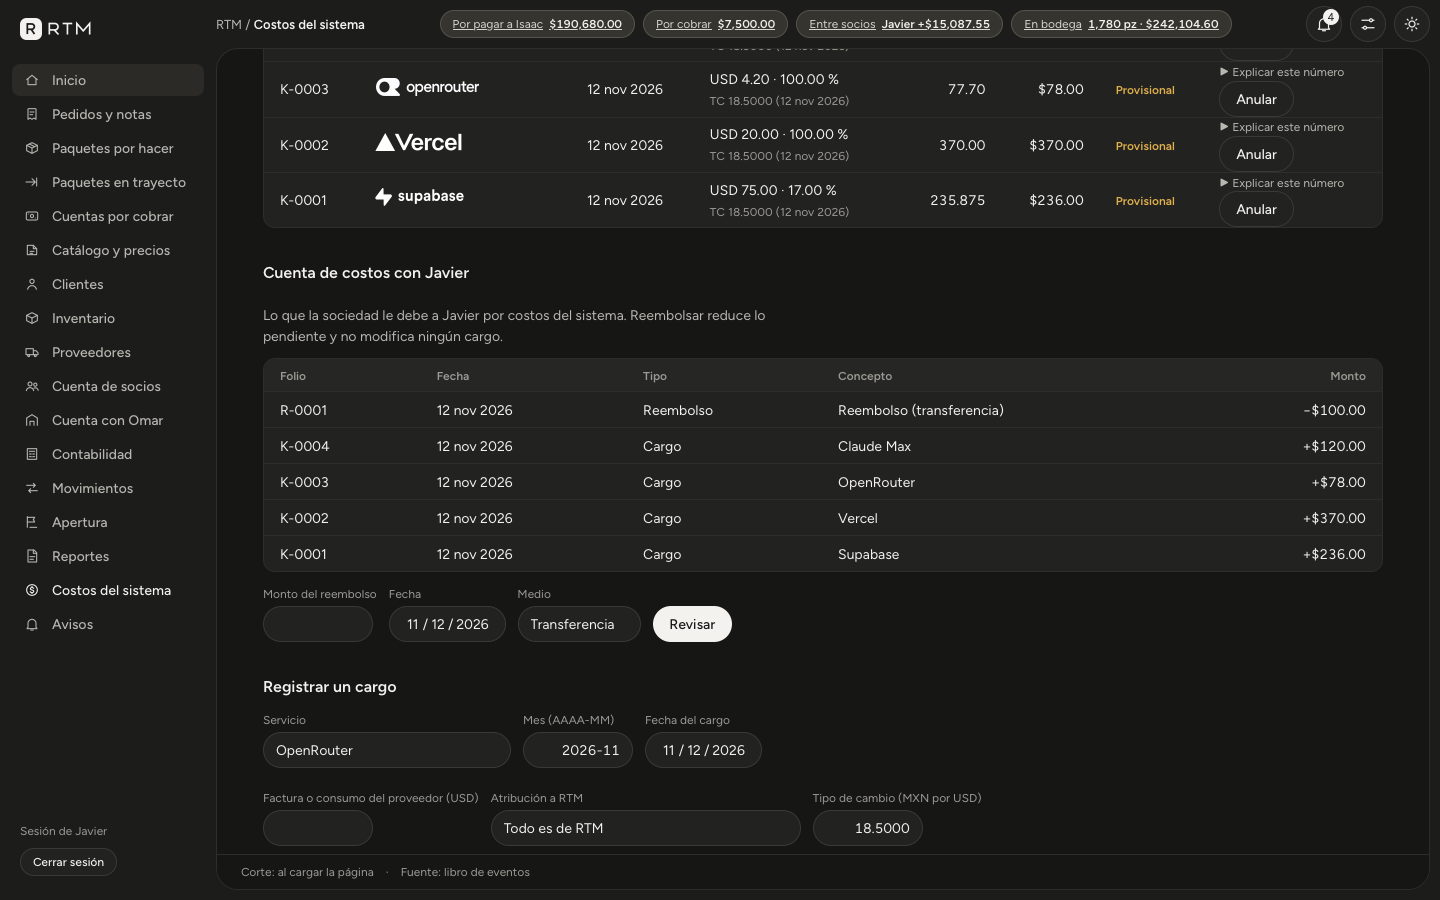 RTM
RTM / Costos del sistema
Por pagar a Isaac $190,680.00
Por cobrar $7,500.00
Entre socios Javier +$15,087.55
En bodega 1,780 pz · $242,104.60
4
Inicio
Pedidos y notas
Paquetes por hacer
Paquetes en trayecto
Cuentas por cobrar
Catálogo y precios
Clientes
Inventario
Proveedores
Cuenta de socios
Cuenta con Omar
Contabilidad
Movimientos
Apertura
Reportes
Costos del sistema
Avisos
Sesión de Javier
Cerrar sesión
K-0003 openrouter 12 nov 2026 USD 4.20 · 100.00 % 77.70 $78.00 Provisional ▶ Explicar este número
TC 18.5000 (12 nov 2026) Anular
K-0002 Vercel 12 nov 2026 USD 20.00 · 100.00 % 370.00 $370.00 Provisional ▶ Explicar este número
TC 18.5000 (12 nov 2026) Anular
K-0001 supabase 12 nov 2026 USD 75.00 · 17.00 % 235.875 $236.00 Provisional ▶ Explicar este número
TC 18.5000 (12 nov 2026) Anular
Cuenta de costos con Javier
Lo que la sociedad le debe a Javier por costos del sistema. Reembolsar reduce lo
pendiente y no modifica ningún cargo.
Folio Fecha Tipo Concepto Monto
R-0001 12 nov 2026 Reembolso Reembolso (transferencia) −$100.00
K-0004 12 nov 2026 Cargo Claude Max +$120.00
K-0003 12 nov 2026 Cargo OpenRouter +$78.00
K-0002 12 nov 2026 Cargo Vercel +$370.00
K-0001 12 nov 2026 Cargo Supabase +$236.00
Monto del reembolso Fecha Medio
11 / 12 / 2026 Transferencia Revisar
Registrar un cargo
Servicio Mes (AAAA-MM) Fecha del cargo
OpenRouter 2026-11 11 / 12 / 2026
Factura o consumo del proveedor (USD) Atribución a RTM Tipo de cambio (MXN por USD)
Todo es de RTM 18.5000
Corte: al cargar la página · Fuente: libro de eventos